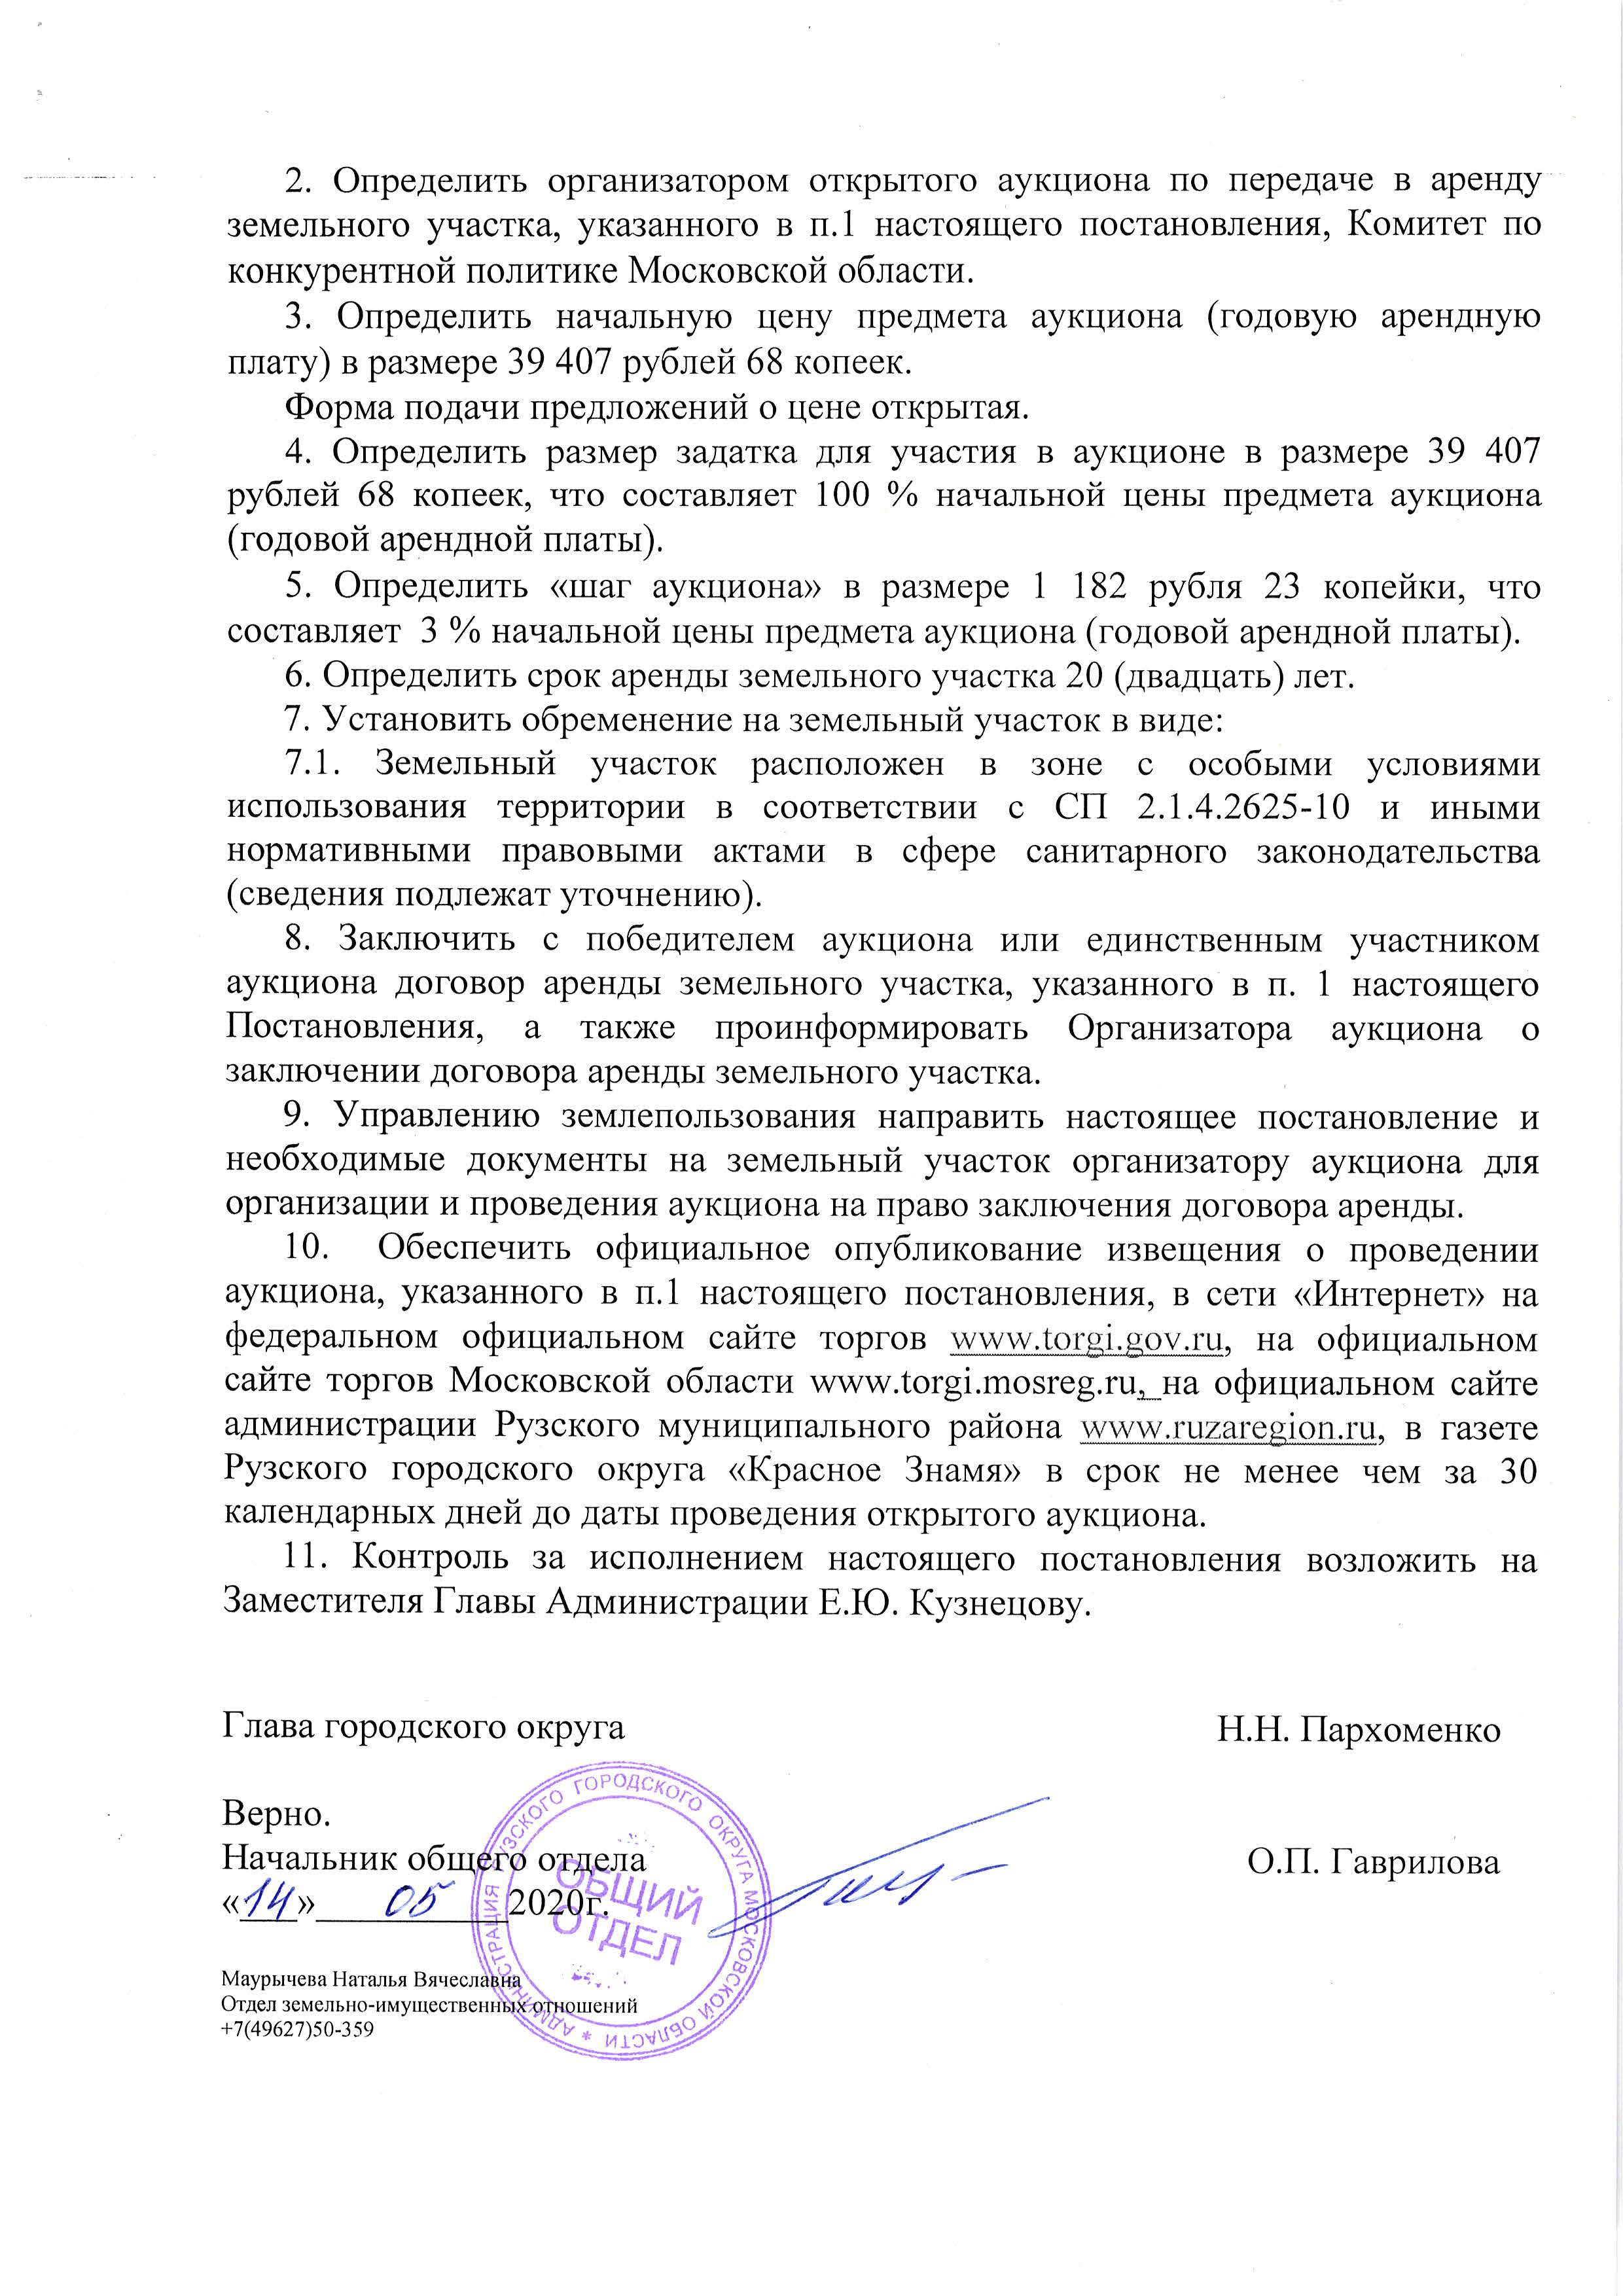 2. Определить организатором открытого аукциона по передаче в аренду
земельного участка, указанного в п.1 настоящего постановления, Комитет по
конкурентной политике Московской области.
3. Определить начальную цену предмета аукциона (годовую арендную
плату) в размере 39 407 рублей 68 копеек.
Форма подачи предложений о цене открытая.
4. Определить размер задатка для участия в аукционе в размере 39 407
рублей 68 копеек, что составляет 100 % начальной цены предмета аукциона
(годовой арендной платы).
5. Определить «шаг аукциона» в размере 1 182 рубля 23 копейки, что
составляет 3 % начальной цены предмета аукциона (годовой арендной платы).
6. Определить срок аренды земельного участка 20 (двадцать) лет.
7. Установить обременение на земельный участок в виде:
7.1. Земельный участок расположен в зоне с особыми условиями
использования территории в соответствии с СП 2.1.4.2625-10 и иными
нормативными правовыми актами в сфере санитарного законодательства
(сведения подлежат уточнению).
8. Заключить с победителем аукциона или единственным участником
аукциона договор аренды земельного участка, указанного в п. 1 настоящего
Постановления, а также проинформировать Организатора аукциона о
заключении договора аренды земельного участка.
9. Управлению землепользования направить настоящее постановление и
необходимые документы на земельный участок организатору аукциона для
организации и проведения аукциона на право заключения договора аренды.
10. Обеспечить официальное опубликование извещения о проведении
аукциона, указанного в п.1 настоящего постановления, в сети «Интернет» на
федеральном официальном сайте торгов www.torgi.gov.ru, на официальном
сайте торгов Московской области www.torgi.mosreg.ru, на официальном сайте
администрации Рузского муниципального района www.ruzaregion.ru, в газете
Рузского городского округа «Красное Знамя» в срок не менее чем за 30
календарных дней до даты проведения открытого аукциона.
11. Контроль за исполнением настоящего постановления возложить на
Заместителя Главы Администрации Е.Ю. Кузнецову.
Глава городского округа Н.Н. Пархоменко
Верно.
Начальник общего отдела О.П. Гаврилова
«14» 05 2020г.
АДМИНИСТРАЦИЯ РУЗСКОГО ГОРОДСКОГО ОКРУГА МОСКОВСКОЙ ОБЛАСТИ *
ОБЩИЙ
ОТДЕЛ
Маурычева Наталья Вячеславна
Отдел земельно-имущественных отношений
+7(49627)50-359